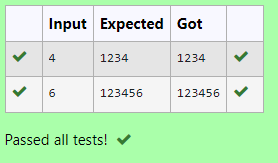 Input Expected Got
4 1234 1234
6 123456 123456
Passed all tests!